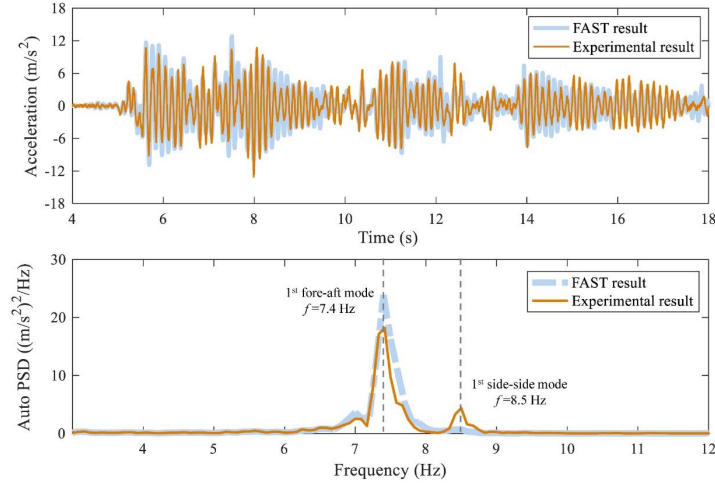 18
12
6
0
-6
-12
-18
Acceleration (m/s²)
FAST result
Experimental result
4
6
8
10
12
14
16
18
Time (s)
30
20
10
0
Auto PSD ((m/s²)²/Hz)
1st fore-aft mode
f=7.4 Hz
FAST result
Experimental result
1st side-side mode
f=8.5 Hz
4
5
6
7
8
9
10
11
12
Frequency (Hz)